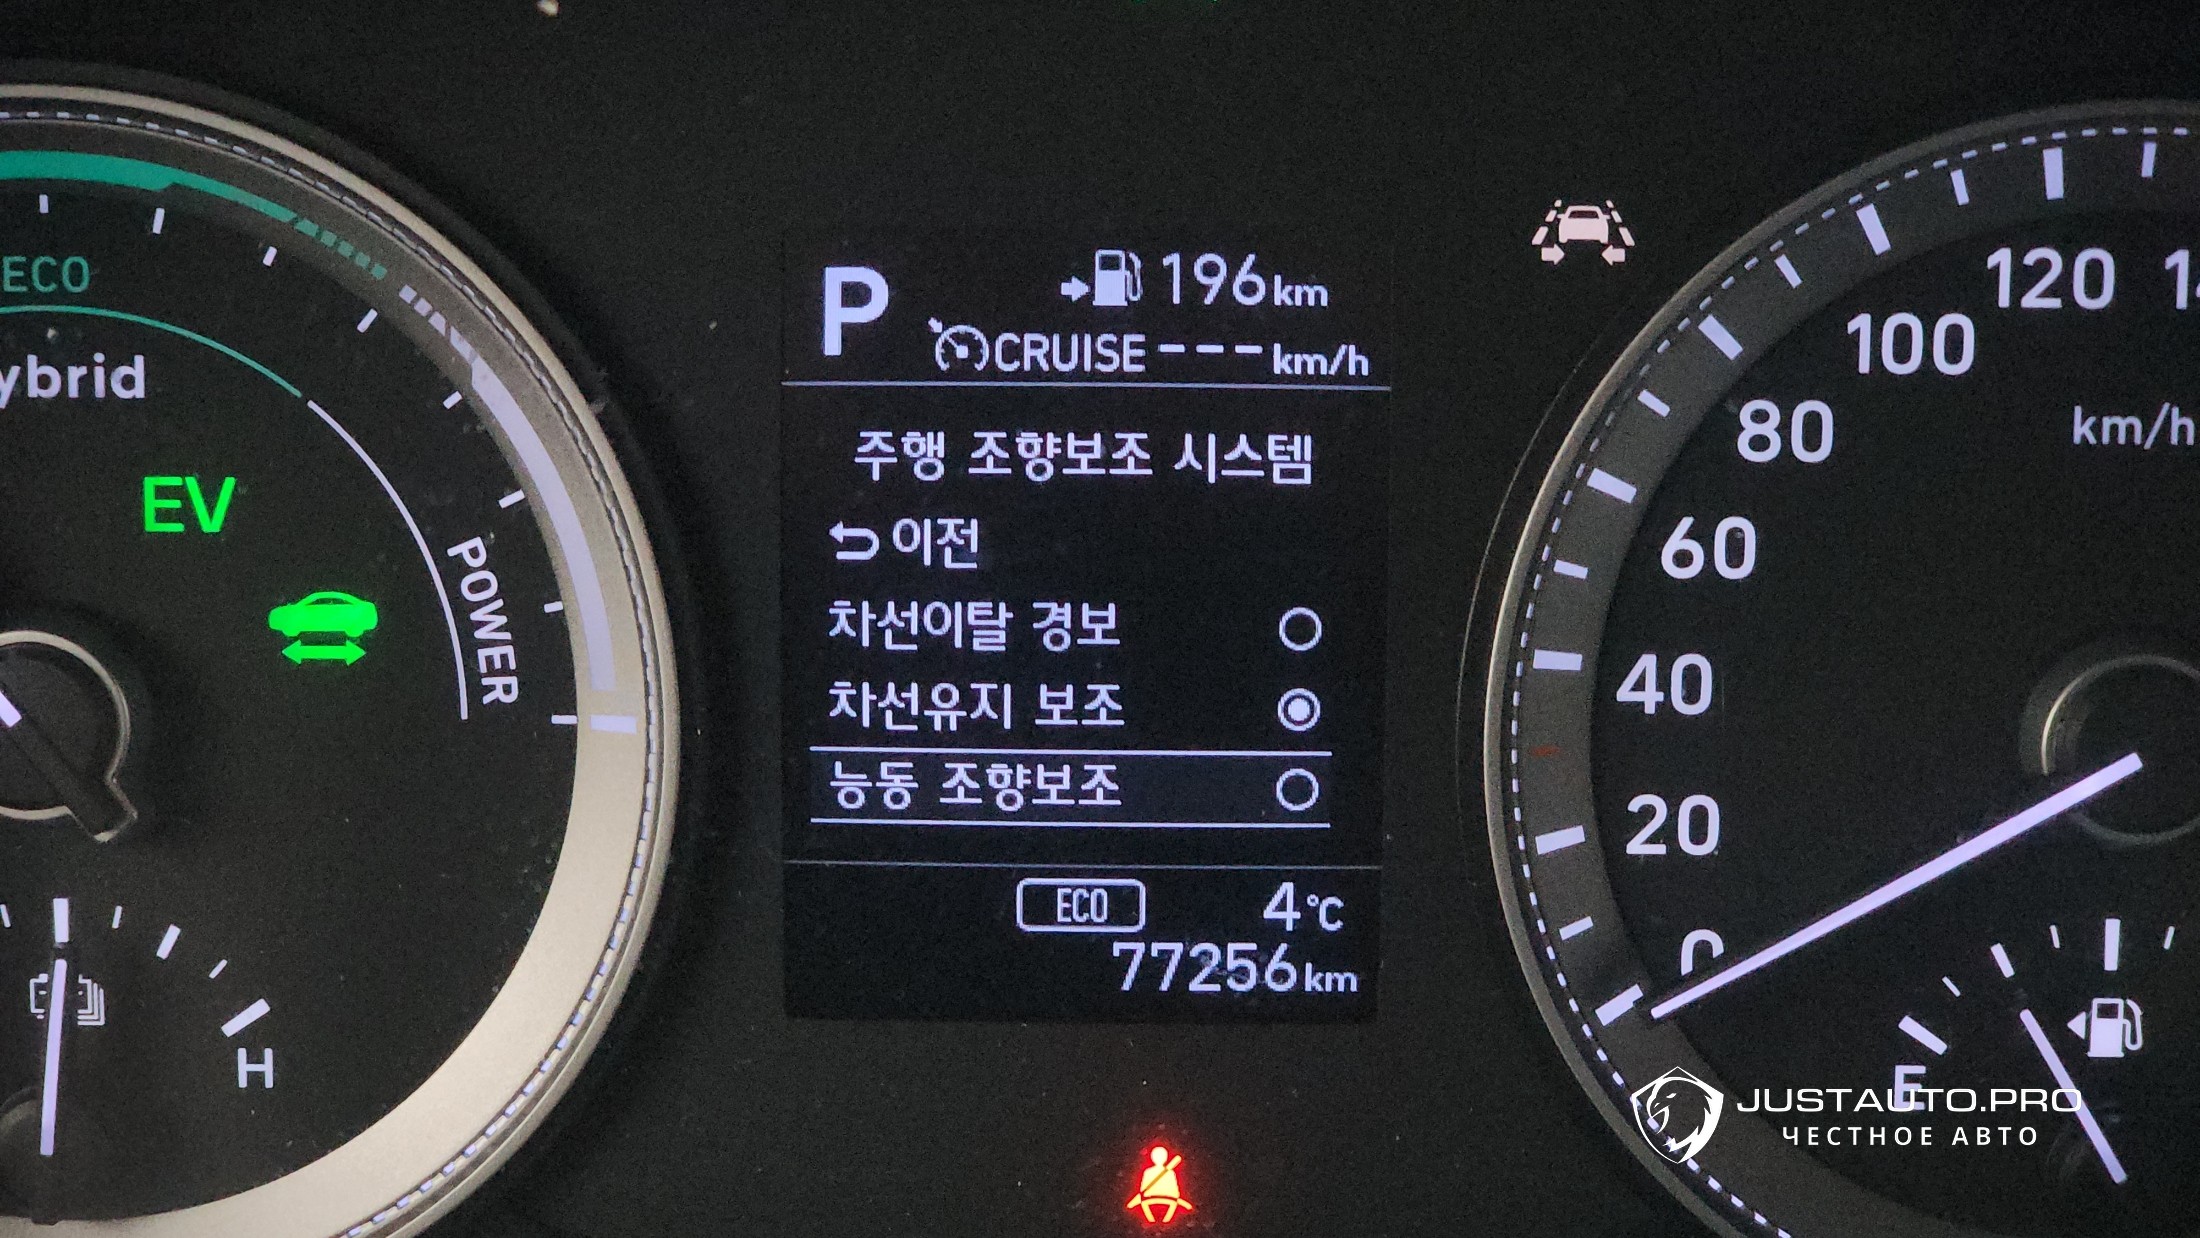 P
196km
CRUISE --- km/h
주행 조향보조 시스템
이전
차선이탈 경보
차선유지 보조
능동 조향보조
ECO
4°C
77256km
ECO
ybrid
EV
POWER
H
120
100
80
km/h
60
40
20
0
E
JUSTAUTO.PRO
ЧЕСТНОЕ АВТО